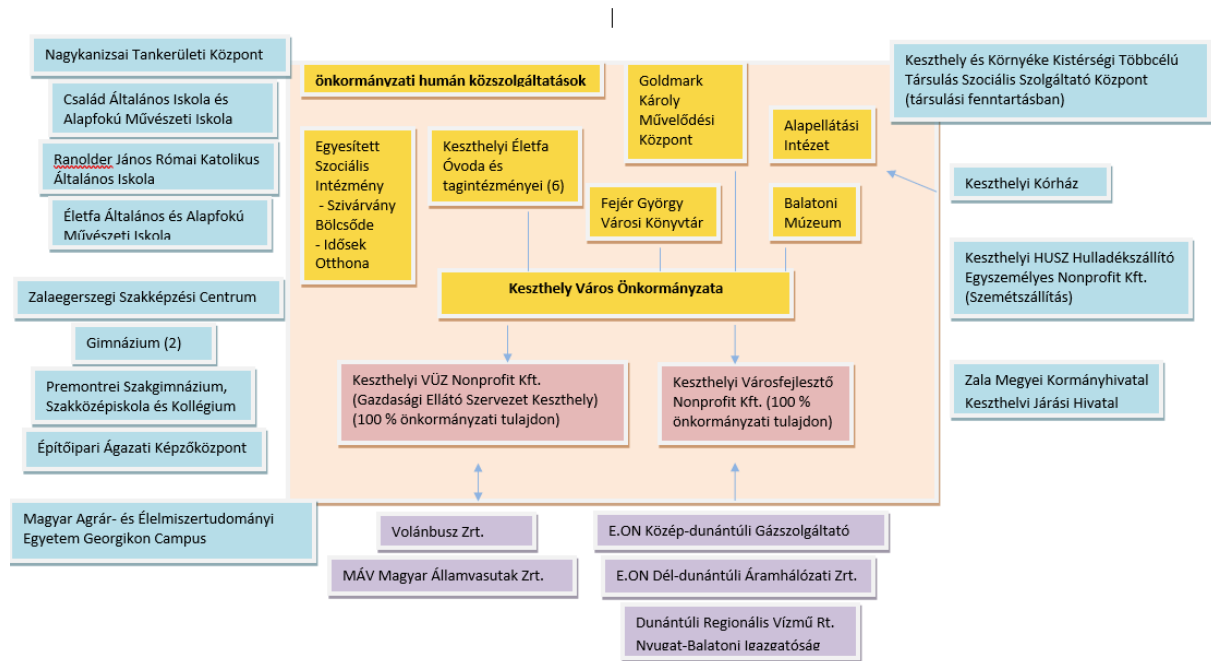 Nagykanizsai Tankerületi Központ
Család Általános Iskola és
Alapfokú Művészeti Iskola
Ranolder János Római Katolikus
Általános Iskola
Életfa Általános és Alapfokú
Művészeti Iskola
Zalaegerszegi Szakképzési Centrum
Gimnázium (2)
Premontrei Szakgimnázium,
Szakközépiskola és Kollégium
Építőipari Ágazati Képzőközpont
Magyar Agrár- és Élelmiszertudományi
Egyetem Georgikon Campus
önkormányzati humán közszolgáltatások
Egyesített
Szociális
Intézmény
- Szivárvány
Bölcsőde
- Idősek
Otthona
Keszthelyi Életfa
Óvoda és
tagintézményei (6)
Goldmark
Károly
Művelődési
Központ
Fejér György
Városi Könyvtár
Alapellátási
Intézet
Balatoni
Múzeum
Keszthely Város Önkormányzata
Keszthelyi VÜZ Nonprofit Kft.
(Gazdasági Ellátó Szervezet Keszthely)
(100 % önkormányzati tulajdon)
Keszthelyi Városfejlesztő
Nonprofit Kft. (100 %
önkormányzati tulajdon)
Volánbusz Zrt.
MÁV Magyar Államvasutak Zrt.
E.ON Közép-dunántúli Gázszolgáltató
E.ON Dél-dunántúli Áramhálózati Zrt.
Dunántúli Regionális Vízmű Rt.
Nyugat-Balatoni Igazgatóság
Keszthely és Környéke Kistérségi Többcélú
Társulás Szociális Szolgáltató Központ
(társulási fenntartásban)
Keszthelyi Kórház
Keszthelyi HUSZ Hulladékszállító
Egyszemélyes Nonprofit Kft.
(Szemétszállítás)
Zala Megyei Kormányhivatal
Keszthelyi Járási Hivatal